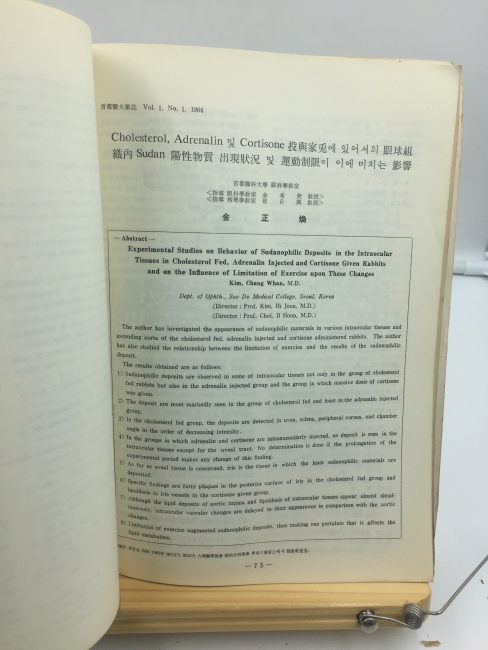 首都醫大雜誌 Vol. 1, No. 1, 1964
Cholesterol, Adrenalin 및 Cortisone 投與家兎에 있어서의 眼球組
織內 Sudan 陽性物質 出現狀況 및 運動制限이 이에 미치는 影響
首都醫科大學 眼科學敎室
<指導 眼科學敎室 金 教授>
<指導 病理學敎室 崔 日 教授>
金 正 煥
— Abstract —
Experimental Studies on Behavior of Sudanophilic Deposits in the Intraocular
Tissues in Cholesterol Fed, Adrenalin Injected and Cortisone Given Rabbits
and on the Influence of Limitation of Exercise upon These Changes
Kim, Chung Whan, M.D.
Dept. of Ophth., Soo Do Medical College, Seoul, Korea
(Director: Prof. Kim, Hi Joon, M.D.)
(Director: Prof. Choi, Il Hoon, M.D.)
The author has investigated the appearance of sudanophilic materials in various intraocular tissues and
ascending aorta of the cholesterol fed, adrenalin injected and cortisone administered rabbits. The author
has also studied the relationship between the limitation of exercise and the results of the sudanophilic
deposit.
The results obtained are as follows;
1) Sudanophilic deposits are observed in some of intraocular tissues not only in the group of cholesterol
fed rabbits but also in the adrenalin injected group and the group in which massive dosis of cortisone
was given.
2) The deposit are most markedly seen in the group of cholesterol fed and least in the adrenalin injected
group.
3) In the cholesterol fed group, the deposits are detected in uvea, sclera, peripheral cornea, and chamber
angle in the order of decreasing intensity.
4) In the groups in which adrenalin and cortisone are intramuscularly injected, no deposit is seen in the
intraocular tissues except for the uveal tract. No determination is done if the prolongation of the
experimental period makes any change of this finding.
5) As far as uveal tissue is concerned, iris is the tissue in which the least sudanophilic materials are
deposited.
6) Specific findings are fatty plaques in the posterior surface of iris in the cholesterol fed group and
lipoidosis in iris vessels in the cortisone given group.
7) Although the lipid deposits of aortic intima and lipoidosis of intraocular tissues appear almost simul-
taneously, intraocular vascular changes are delayed in their appearance in comparison with the aortic
changes.
8) Limitation of exercise augmented sudanophilic deposits, thus making one postulate that it affects the
lipid metabolism.
— 75 —